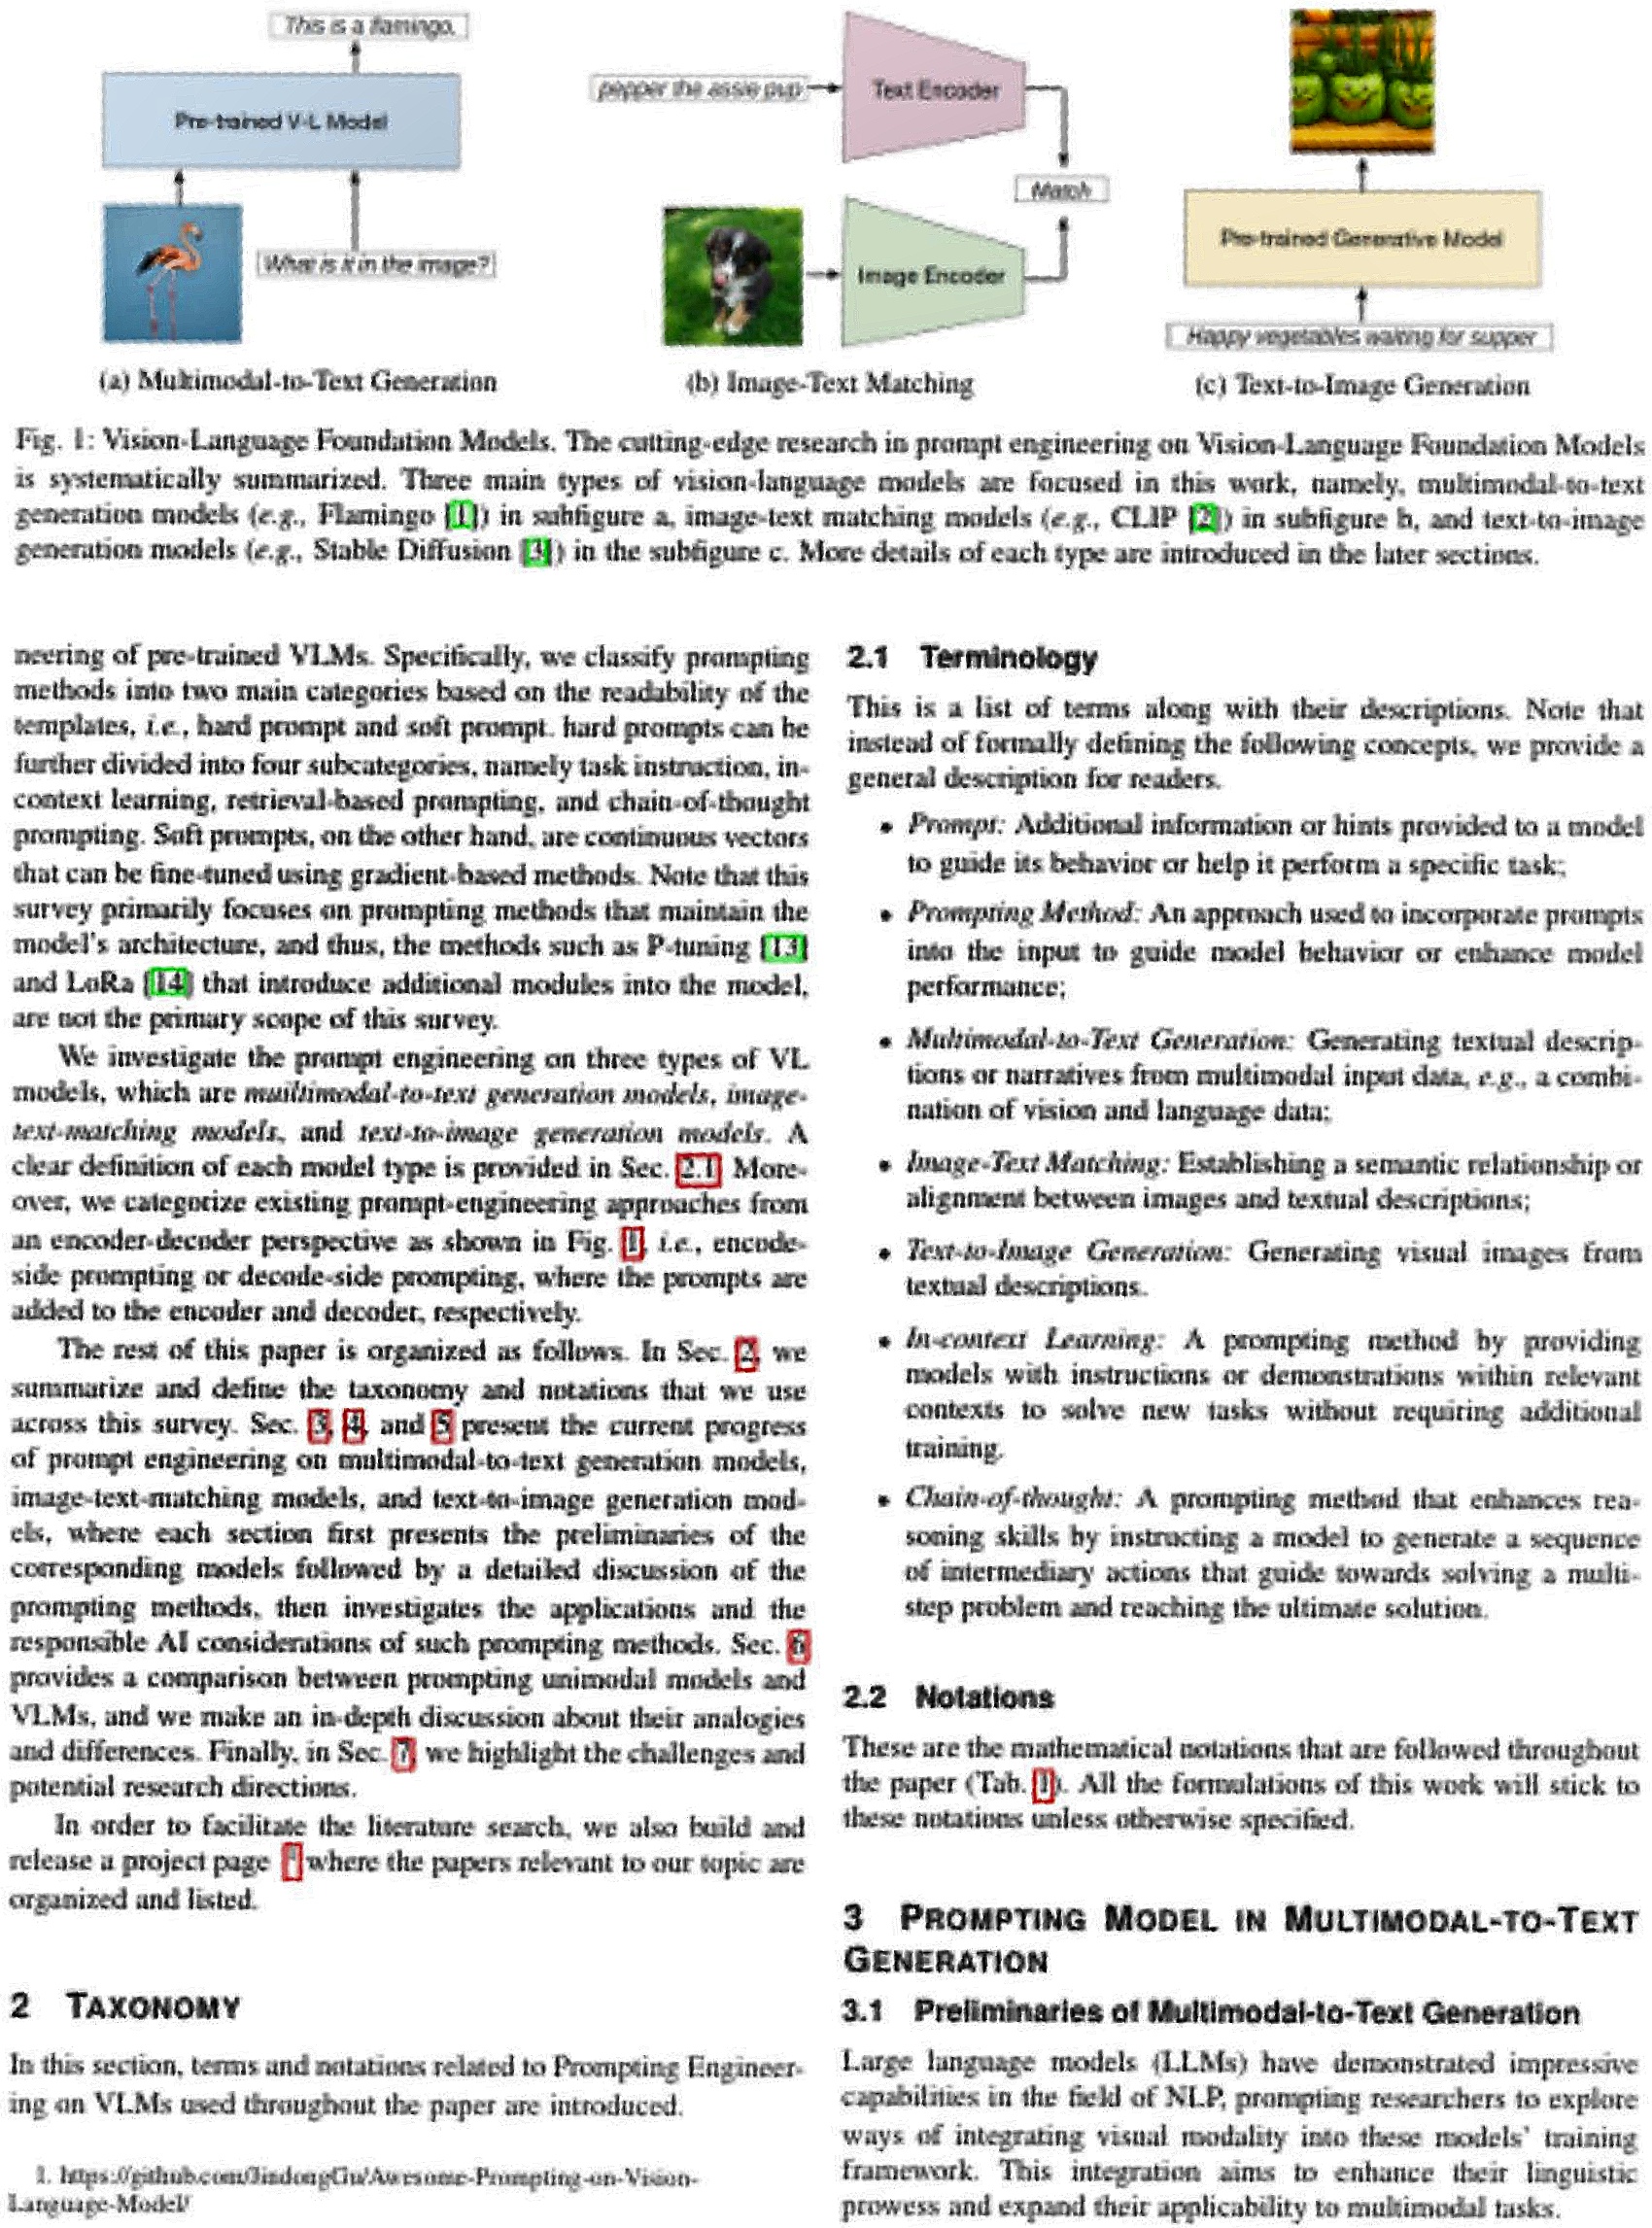 This is a flamingo.
Pre-trained V-L Model
What is it in the image?
(a) Multimodal-to-Text Generation
pepper the assie pup
Text Encoder
Match
Image Encoder
(b) Image-Text Matching
Pre-trained Generative Model
Happy vegetables waiting for supper
(c) Text-to-Image Generation
Fig. 1: Vision-Language Foundation Models. The cutting-edge research in prompt engineering on Vision-Language Foundation Models
is systematically summarized. Three main types of vision-language models are focused in this work, namely, multimodal-to-text
generation models (e.g., Flamingo [1]) in subfigure a, image-text matching models (e.g., CLIP [2]) in subfigure b, and text-to-image
generation models (e.g., Stable Diffusion [3]) in the subfigure c. More details of each type are introduced in the later sections.
neering of pre-trained VLMs. Specifically, we classify prompting
methods into two main categories based on the readability of the
templates, i.e., hard prompt and soft prompt. hard prompts can be
further divided into four subcategories, namely task instruction, in-
context learning, retrieval-based prompting, and chain-of-thought
prompting. Soft prompts, on the other hand, are continuous vectors
that can be fine-tuned using gradient-based methods. Note that this
survey primarily focuses on prompting methods that maintain the
model's architecture, and thus, the methods such as P-tuning [13]
and LoRa [14] that introduce additional modules into the model,
are not the primary scope of this survey.
We investigate the prompt engineering on three types of VL
models, which are multimodal-to-text generation models, image-
text-matching models, and text-to-image generation models. A
clear definition of each model type is provided in Sec. 2.1. More-
over, we categorize existing prompt-engineering approaches from
an encoder-decoder perspective as shown in Fig. 1, i.e., encode-
side prompting or decode-side prompting, where the prompts are
added to the encoder and decoder, respectively.
The rest of this paper is organized as follows. In Sec. 2, we
summarize and define the taxonomy and notations that we use
across this survey. Sec. 3, 4, and 5 present the current progress
of prompt engineering on multimodal-to-text generation models,
image-text-matching models, and text-to-image generation mod-
els, where each section first presents the preliminaries of the
corresponding models followed by a detailed discussion of the
prompting methods, then investigates the applications and the
responsible AI considerations of such prompting methods. Sec. 6
provides a comparison between prompting unimodal models and
VLMs, and we make an in-depth discussion about their analogies
and differences. Finally, in Sec. 7, we highlight the challenges and
potential research directions.
In order to facilitate the literature search, we also build and
release a project page 1 where the papers relevant to our topic are
organized and listed.
2 TAXONOMY
In this section, terms and notations related to Prompting Engineer-
ing on VLMs used throughout the paper are introduced.
1. https://github.com/JindongGu/Awesome-Prompting-on-Vision-
Language-Model/
2.1 Terminology
This is a list of terms along with their descriptions. Note that
instead of formally defining the following concepts, we provide a
general description for readers.
• Prompt: Additional information or hints provided to a model
to guide its behavior or help it perform a specific task;
• Prompting Method: An approach used to incorporate prompts
into the input to guide model behavior or enhance model
performance;
• Multimodal-to-Text Generation: Generating textual descrip-
tions or narratives from multimodal input data, e.g., a combi-
nation of vision and language data;
• Image-Text Matching: Establishing a semantic relationship or
alignment between images and textual descriptions;
• Text-to-Image Generation: Generating visual images from
textual descriptions.
• In-context Learning: A prompting method by providing
models with instructions or demonstrations within relevant
contexts to solve new tasks without requiring additional
training.
• Chain-of-thought: A prompting method that enhances rea-
soning skills by instructing a model to generate a sequence
of intermediary actions that guide towards solving a multi-
step problem and reaching the ultimate solution.
2.2 Notations
These are the mathematical notations that are followed throughout
the paper (Tab. 1). All the formulations of this work will stick to
these notations unless otherwise specified.
3 PROMPTING MODEL IN MULTIMODAL-TO-TEXT
GENERATION
3.1 Preliminaries of Multimodal-to-Text Generation
Large language models (LLMs) have demonstrated impressive
capabilities in the field of NLP, prompting researchers to explore
ways of integrating visual modality into these models' training
framework. This integration aims to enhance their linguistic
prowess and expand their applicability to multimodal tasks.